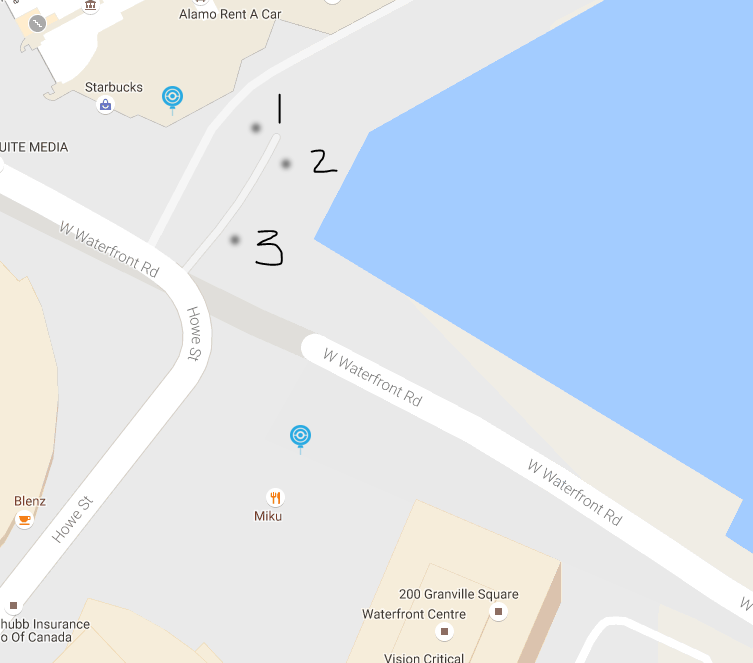 Alamo Rent A Car
1
Starbucks
UITE MEDIA
2
W Waterfront Rd
3
Howe St
W Waterfront Rd
W Waterfront Rd
Blenz
Howe St
Miku
200 Granville Square
Waterfront Centre
hubb Insurance
o Of Canada
Vision Critical
W